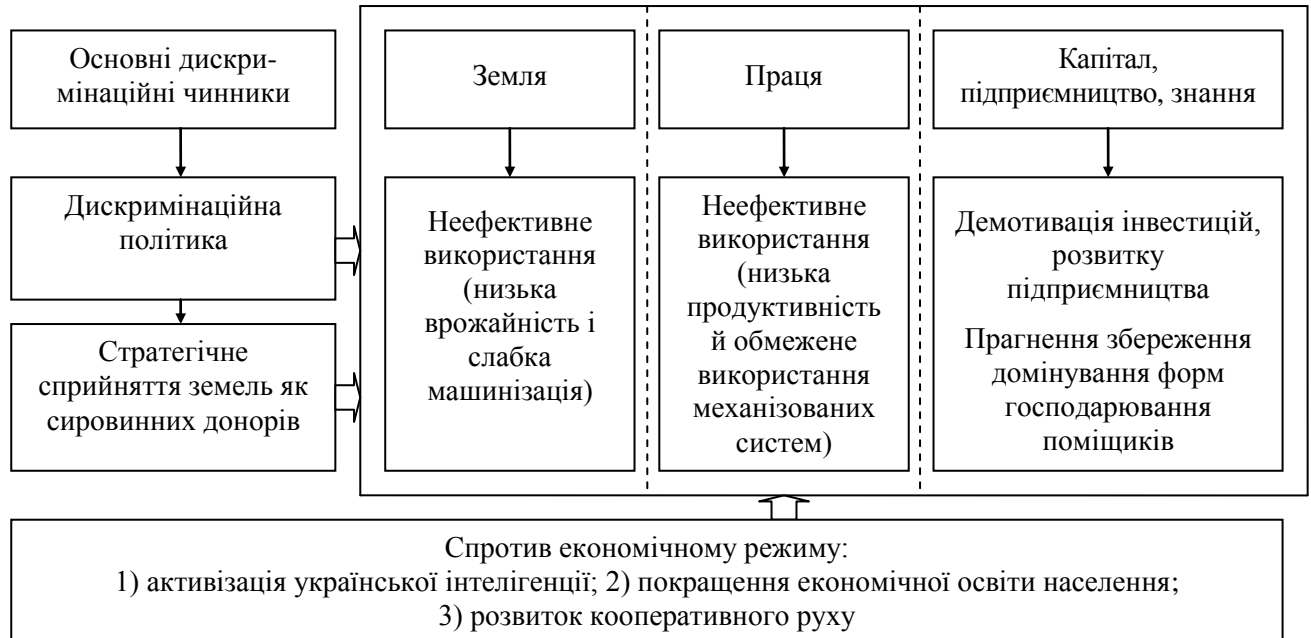 Основні дискри-
мінаційні чинники
Земля
Праця
Капітал,
підприємництво, знання
Дискримінаційна
політика
Неефективне
використання
(низька
врожайність і
слабка
машинізація)
Неефективне
використання
(низька
продуктивність
й обмежене
використання
механізованих
систем)
Демотивація інвестицій,
розвитку
підприємництва
Прагнення збереження
домінування форм
господарювання
поміщиків
Стратегічне
сприйняття земель як
сировинних донорів
Спротив економічному режиму:
1) активізація української інтелігенції; 2) покращення економічної освіти населення;
3) розвиток кооперативного руху